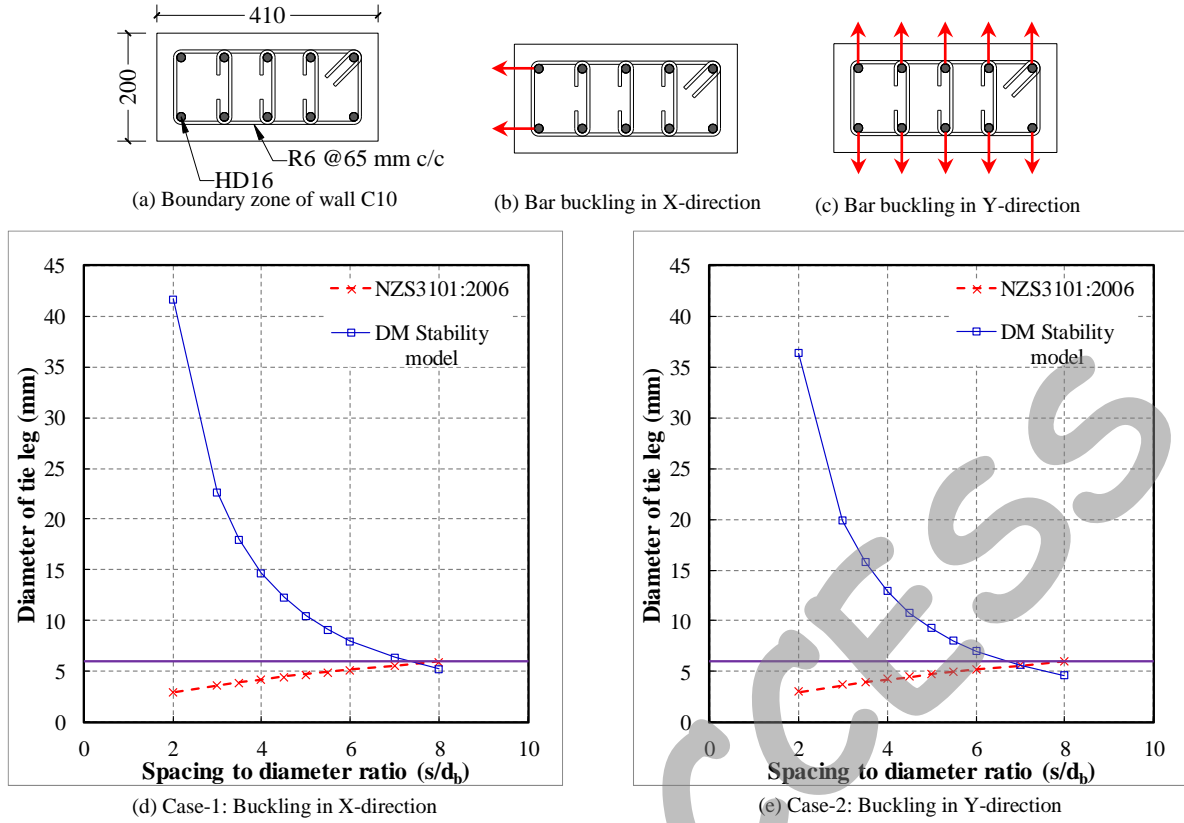 410
200
R6 @65 mm c/c
HD16
(a) Boundary zone of wall C10
(b) Bar buckling in X-direction
(c) Bar buckling in Y-direction
45
40
35
30
25
20
15
10
5
0
0 2 4 6 8 10
Diameter of tie leg (mm)
Spacing to diameter ratio (s/db)
NZS3101:2006
DM Stability
model
(d) Case-1: Buckling in X-direction
45
40
35
30
25
20
15
10
5
0
0 2 4 6 8 10
Diameter of tie leg (mm)
Spacing to diameter ratio (s/db)
NZS3101:2006
DM Stability
model
(e) Case-2: Buckling in Y-direction
CCESS